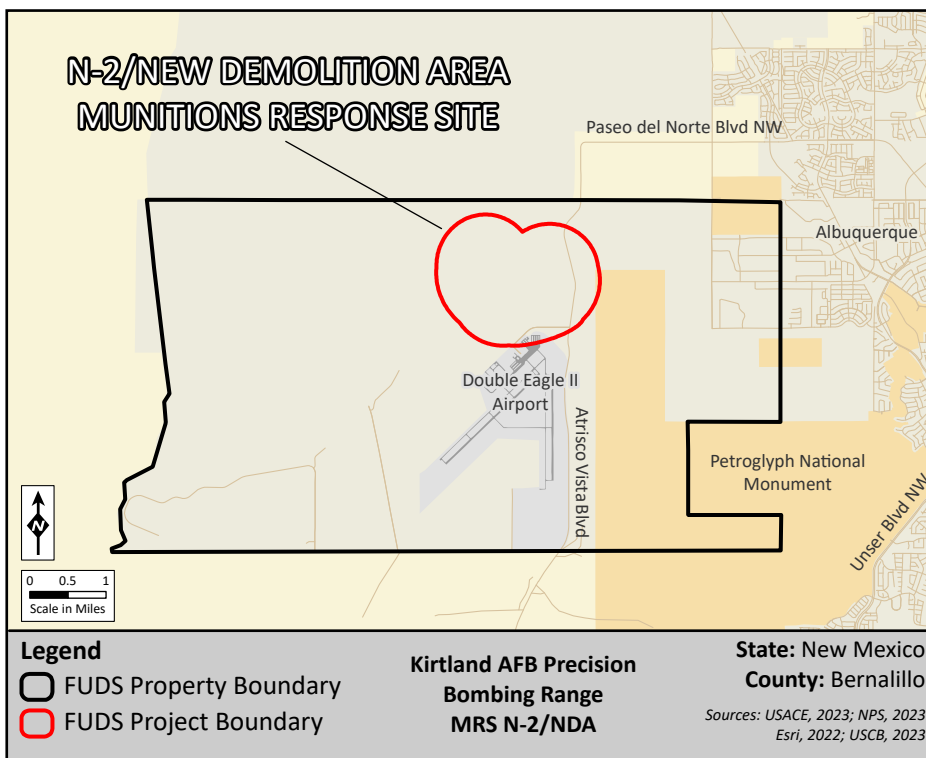 N-2/NEW DEMOLITION AREA
MUNITIONS RESPONSE SITE
Paseo del Norte Blvd NW
Albuquerque
Double Eagle II
Airport
Atrisco Vista Blvd
Petroglyph National
Monument
Unser Blvd NW
N
0 0.5 1
Scale in Miles
Legend
FUDS Property Boundary
FUDS Project Boundary
Kirtland AFB Precision
Bombing Range
MRS N-2/NDA
State: New Mexico
County: Bernalillo
Sources: USACE, 2023; NPS, 2023
Esri, 2022; USCB, 2023